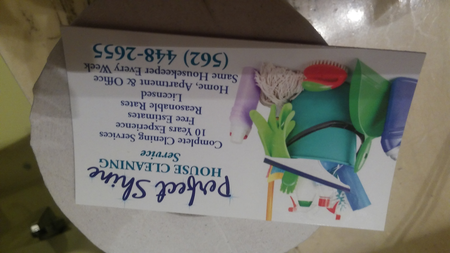 Perfect Shine
HOUSE CLEANING
Service
Complete Cleaning Services
10 Years Experience
Free Estimates
Reasonable Rates
Licensed
Home, Apartment & Office
Same Housekeeper Every Week
(562) 448-2655